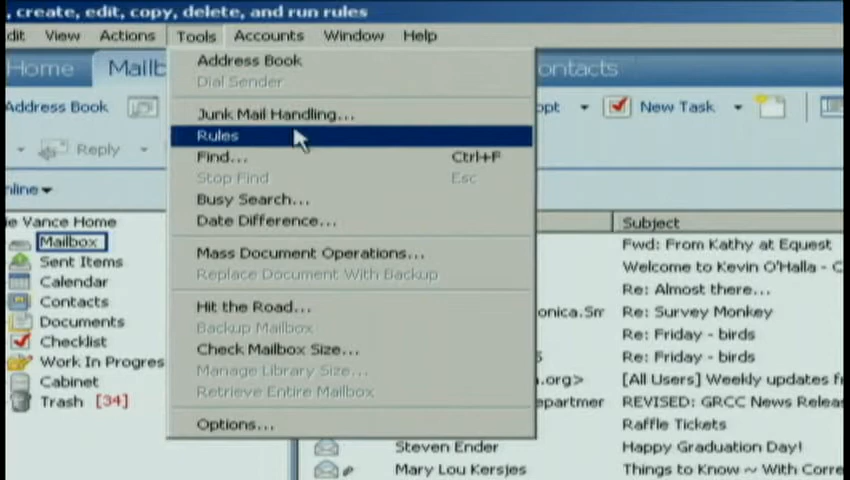 , create, edit, copy, delete, and run rules
dit View Actions Tools Accounts Window Help
Home Mailb ontacts
Address Book opt New Task
Reply
nline
ie Vance Home
Mailbox
Sent Items
Calendar
Contacts
Documents
Checklist
Work In Progres
Cabinet
Trash [34]
Address Book
Dial Sender
Junk Mail Handling...
Rules
Find... Ctrl+F
Stop Find Esc
Busy Search...
Date Difference...
Mass Document Operations...
Replace Document With Backup
Hit the Road...
Backup Mailbox
Check Mailbox Size...
Manage Library Size...
Retrieve Entire Mailbox
Options...
Subject
Fwd: From Kathy at Equest
Welcome to Kevin O'Halla - C
Re: Almost there...
onica.Sm Re: Survey Monkey
Re: Friday - birds
Re: Friday - birds
.org> [All Users] Weekly updates f
epartmer REVISED: GRCC News Relea
Raffle Tickets
Steven Ender Happy Graduation Day!
Mary Lou Kersjes Things to Know ~ With Corre